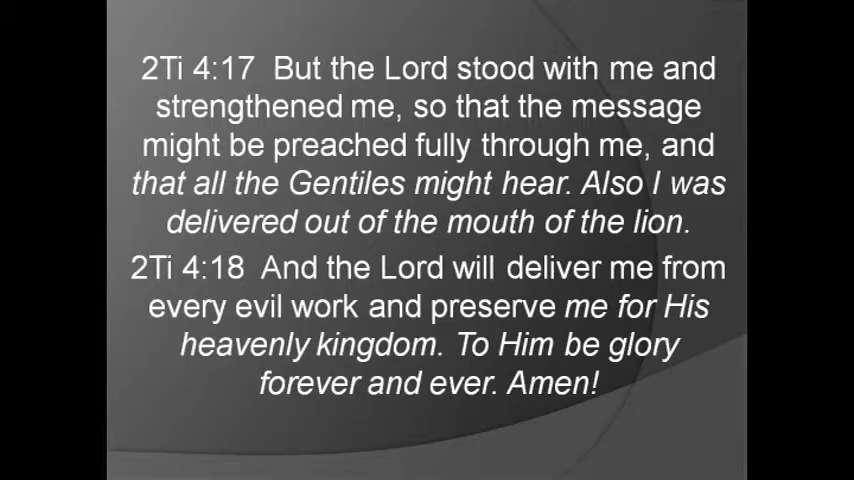 2Ti 4:17  But the Lord stood with me and
strengthened me, so that the message
might be preached fully through me, and
that all the Gentiles might hear. Also I was
delivered out of the mouth of the lion.
2Ti 4:18  And the Lord will deliver me from
every evil work and preserve me for His
heavenly kingdom. To Him be glory
forever and ever. Amen!